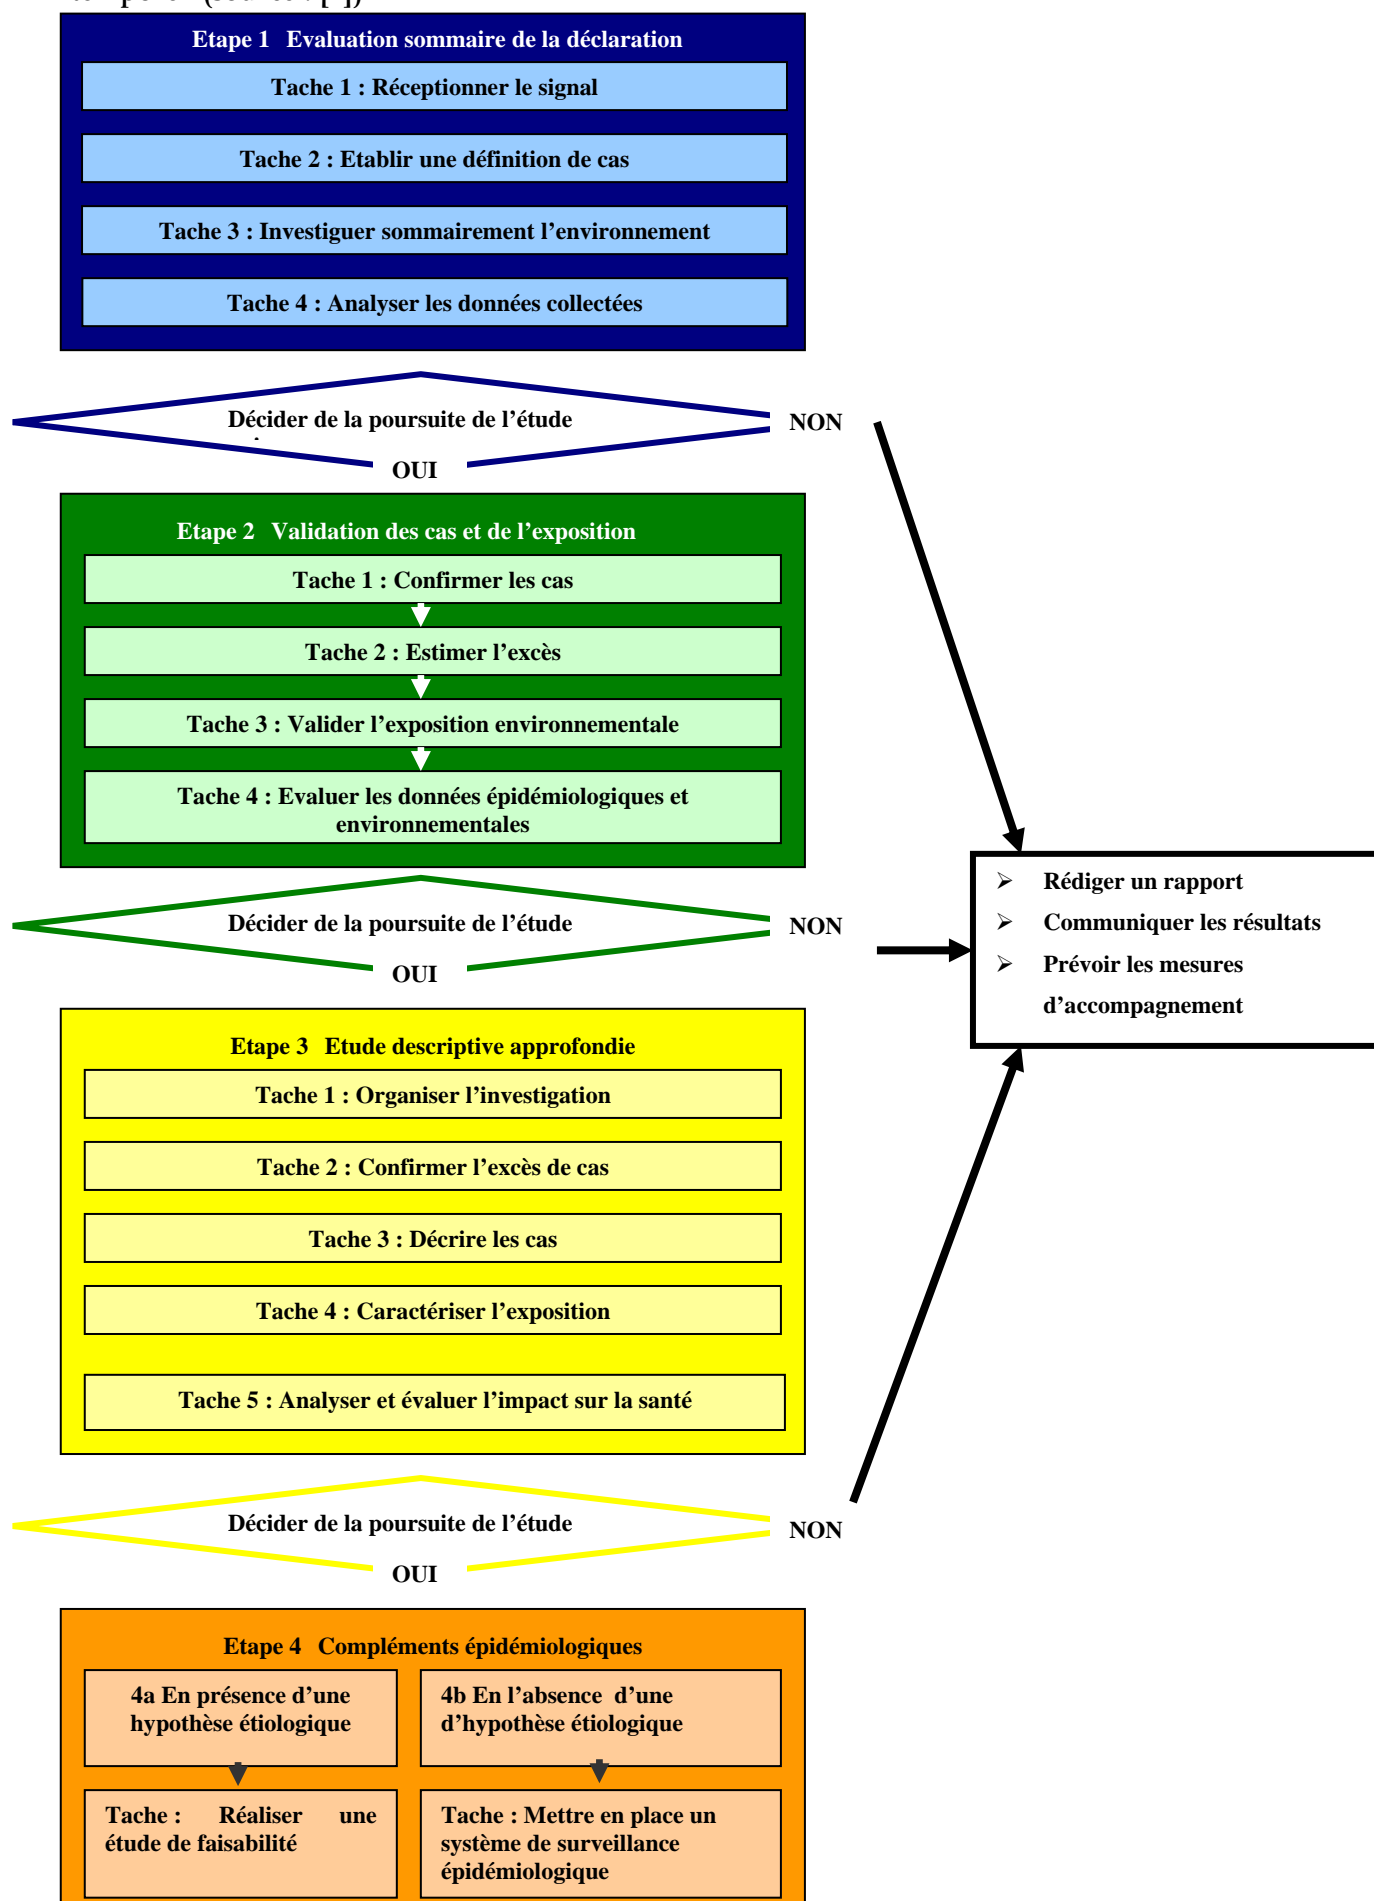 Etape 1 Evaluation sommaire de la déclaration
Tache 1 : Réceptionner le signal
Tache 2 : Etablir une définition de cas
Tache 3 : Investiguer sommairement l’environnement
Tache 4 : Analyser les données collectées
Décider de la poursuite de l’étude
NON
OUI
Etape 2 Validation des cas et de l’exposition
Tache 1 : Confirmer les cas
Tache 2 : Estimer l’excès
Tache 3 : Valider l’exposition environnementale
Tache 4 : Evaluer les données épidémiologiques et
environnementales
➢ Rédiger un rapport
➢ Communiquer les résultats
➢ Prévoir les mesures
d’accompagnement
Décider de la poursuite de l’étude
NON
OUI
Etape 3 Etude descriptive approfondie
Tache 1 : Organiser l’investigation
Tache 2 : Confirmer l’excès de cas
Tache 3 : Décrire les cas
Tache 4 : Caractériser l’exposition
Tache 5 : Analyser et évaluer l’impact sur la santé
Décider de la poursuite de l’étude
NON
OUI
Etape 4 Compléments épidémiologiques
4a En présence d’une
hypothèse étiologique
4b En l’absence d’une
d’hypothèse étiologique
Tache : Réaliser une
étude de faisabilité
Tache : Mettre en place un
système de surveillance
épidémiologique